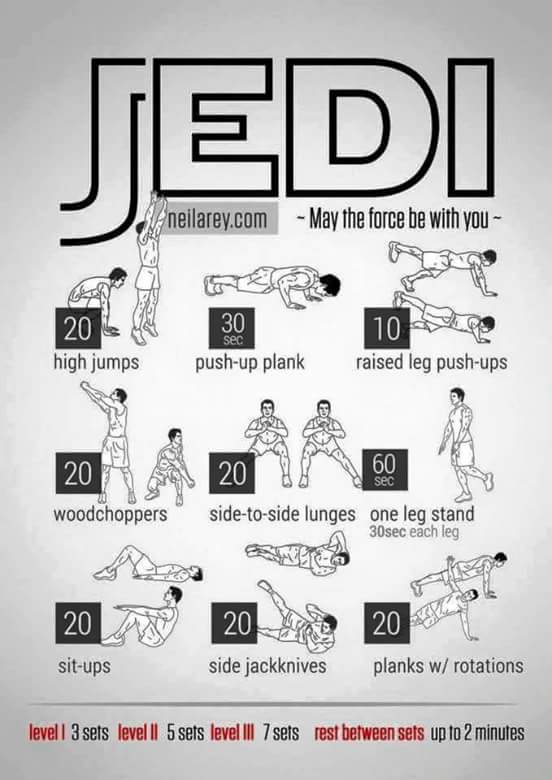 JEDI
neilarey.com
~ May the force be with you ~
20
high jumps
30
sec
push-up plank
10
raised leg push-ups
20
woodchoppers
20
side-to-side lunges
60
sec
one leg stand
30sec each leg
20
sit-ups
20
side jackknives
20
planks w/ rotations
level I 3 sets level II 5 sets level III 7 sets rest between sets up to 2 minutes